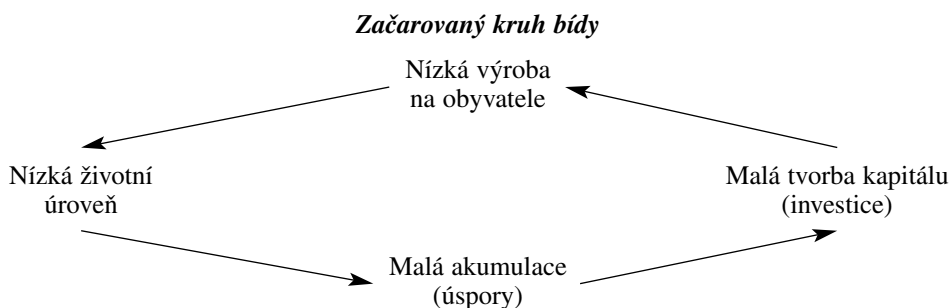 Začarovaný kruh bídy
Nízká výroba
na obyvatele
Nízká životní
úroveň
Malá tvorba kapitálu
(investice)
Malá akumulace
(úspory)